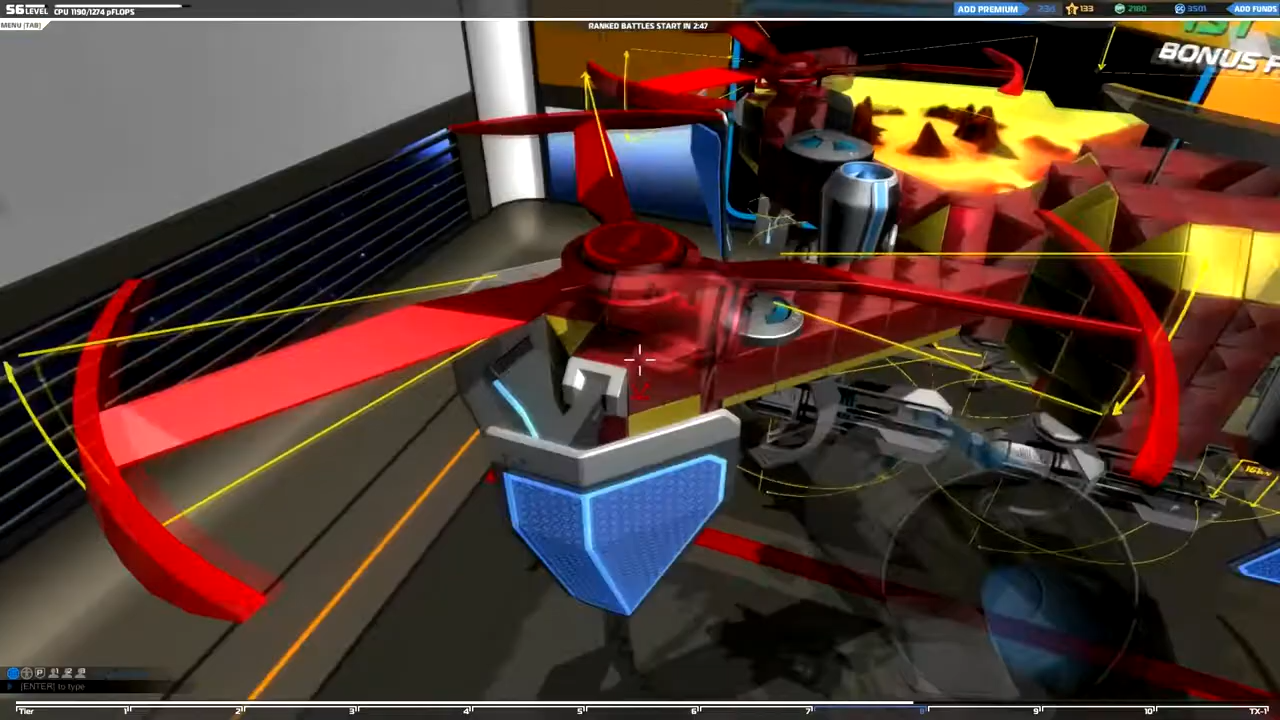 56 LEVEL CPU 1190/1274 pFLOPS
ADD PREMIUM 133 2180 3501 ADD FUNDS
MENU (TAB)
RANKED BATTLES START IN 2:47
1ST
BONUS
[ENTER] to type
Tier 1 2 3 4 5 6 7 8 9 10 TX-1